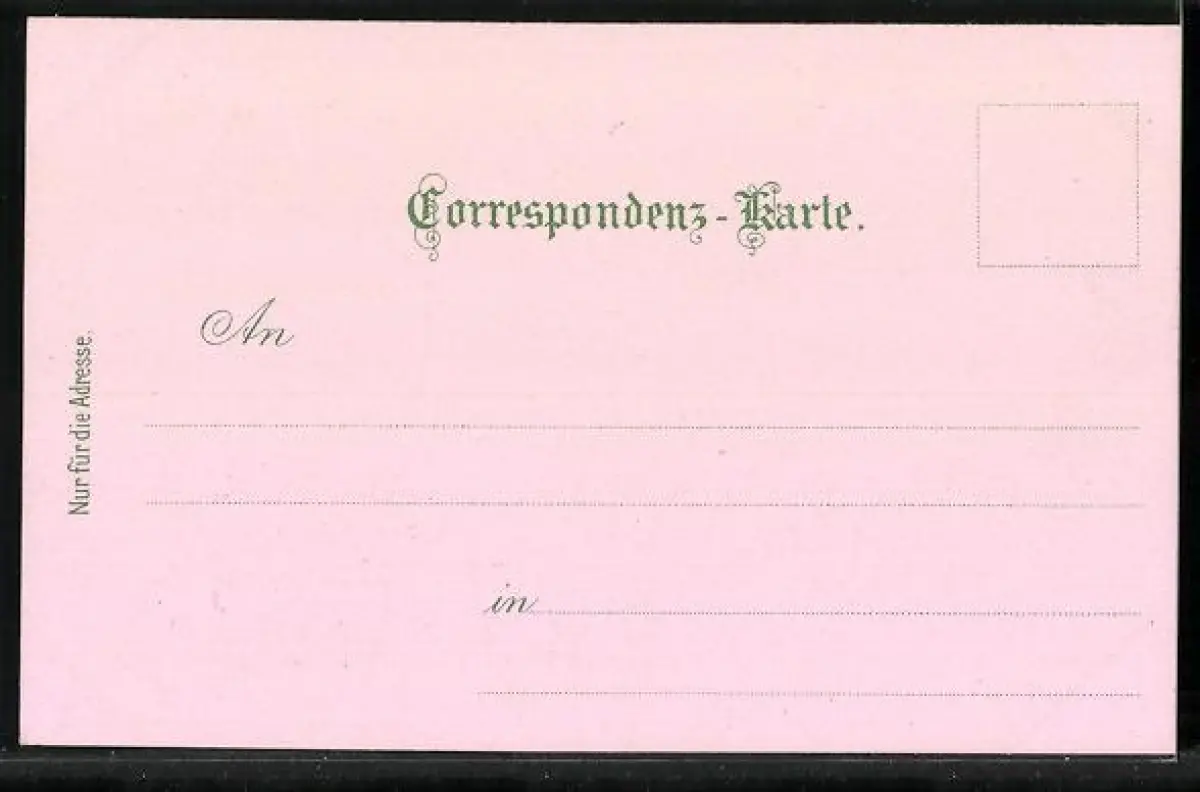 Correspondenz-Karte.
An
Nur für die Adresse.
in